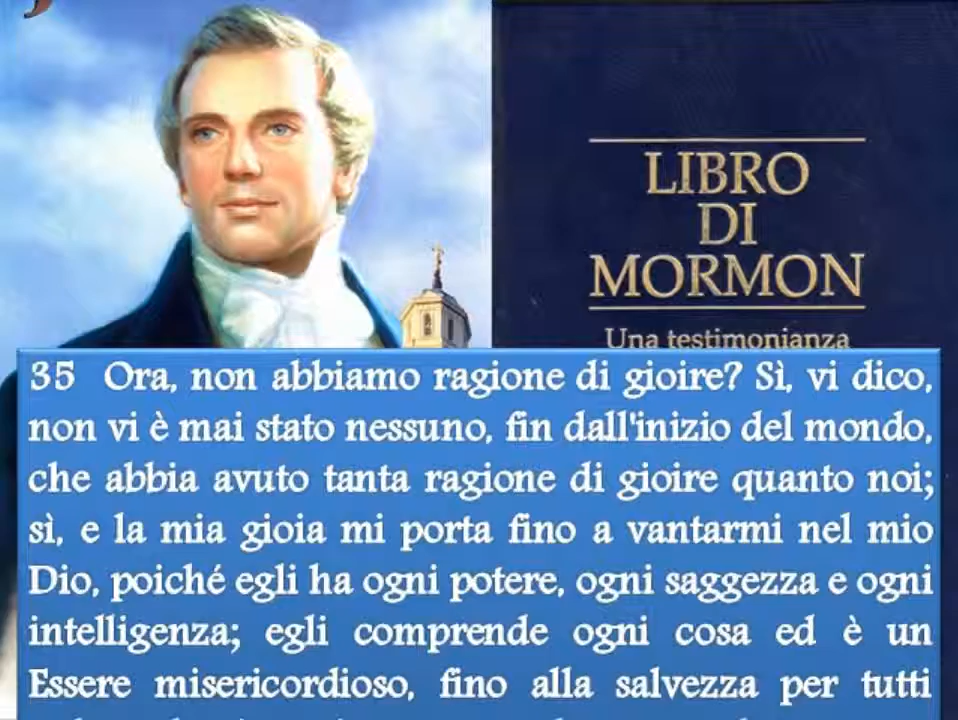 LIBRO
DI
MORMON
Una testimonianza
35 Ora, non abbiamo ragione di gioire? Sì, vi dico,
non vi è mai stato nessuno, fin dall'inizio del mondo,
che abbia avuto tanta ragione di gioire quanto noi;
sì, e la mia gioia mi porta fino a vantarmi nel mio
Dio, poiché egli ha ogni potere, ogni saggezza e ogni
intelligenza; egli comprende ogni cosa ed è un
Essere misericordioso, fino alla salvezza per tutti